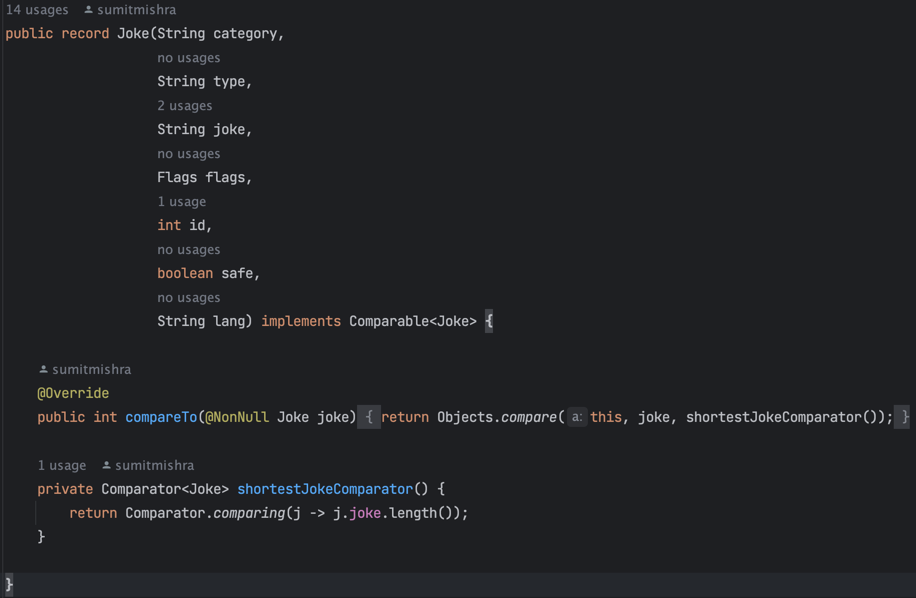 14 usages sumitmishra
public record Joke(String category,
no usages
String type,
2 usages
String joke,
no usages
Flags flags,
1 usage
int id,
no usages
boolean safe,
no usages
String lang) implements Comparable<Joke> {
sumitmishra
@Override
public int compareTo(@NonNull Joke joke) { return Objects.compare( a: this, joke, shortestJokeComparator()); }
1 usage sumitmishra
private Comparator<Joke> shortestJokeComparator() {
return Comparator.comparing(j -> j.joke.length());
}
}